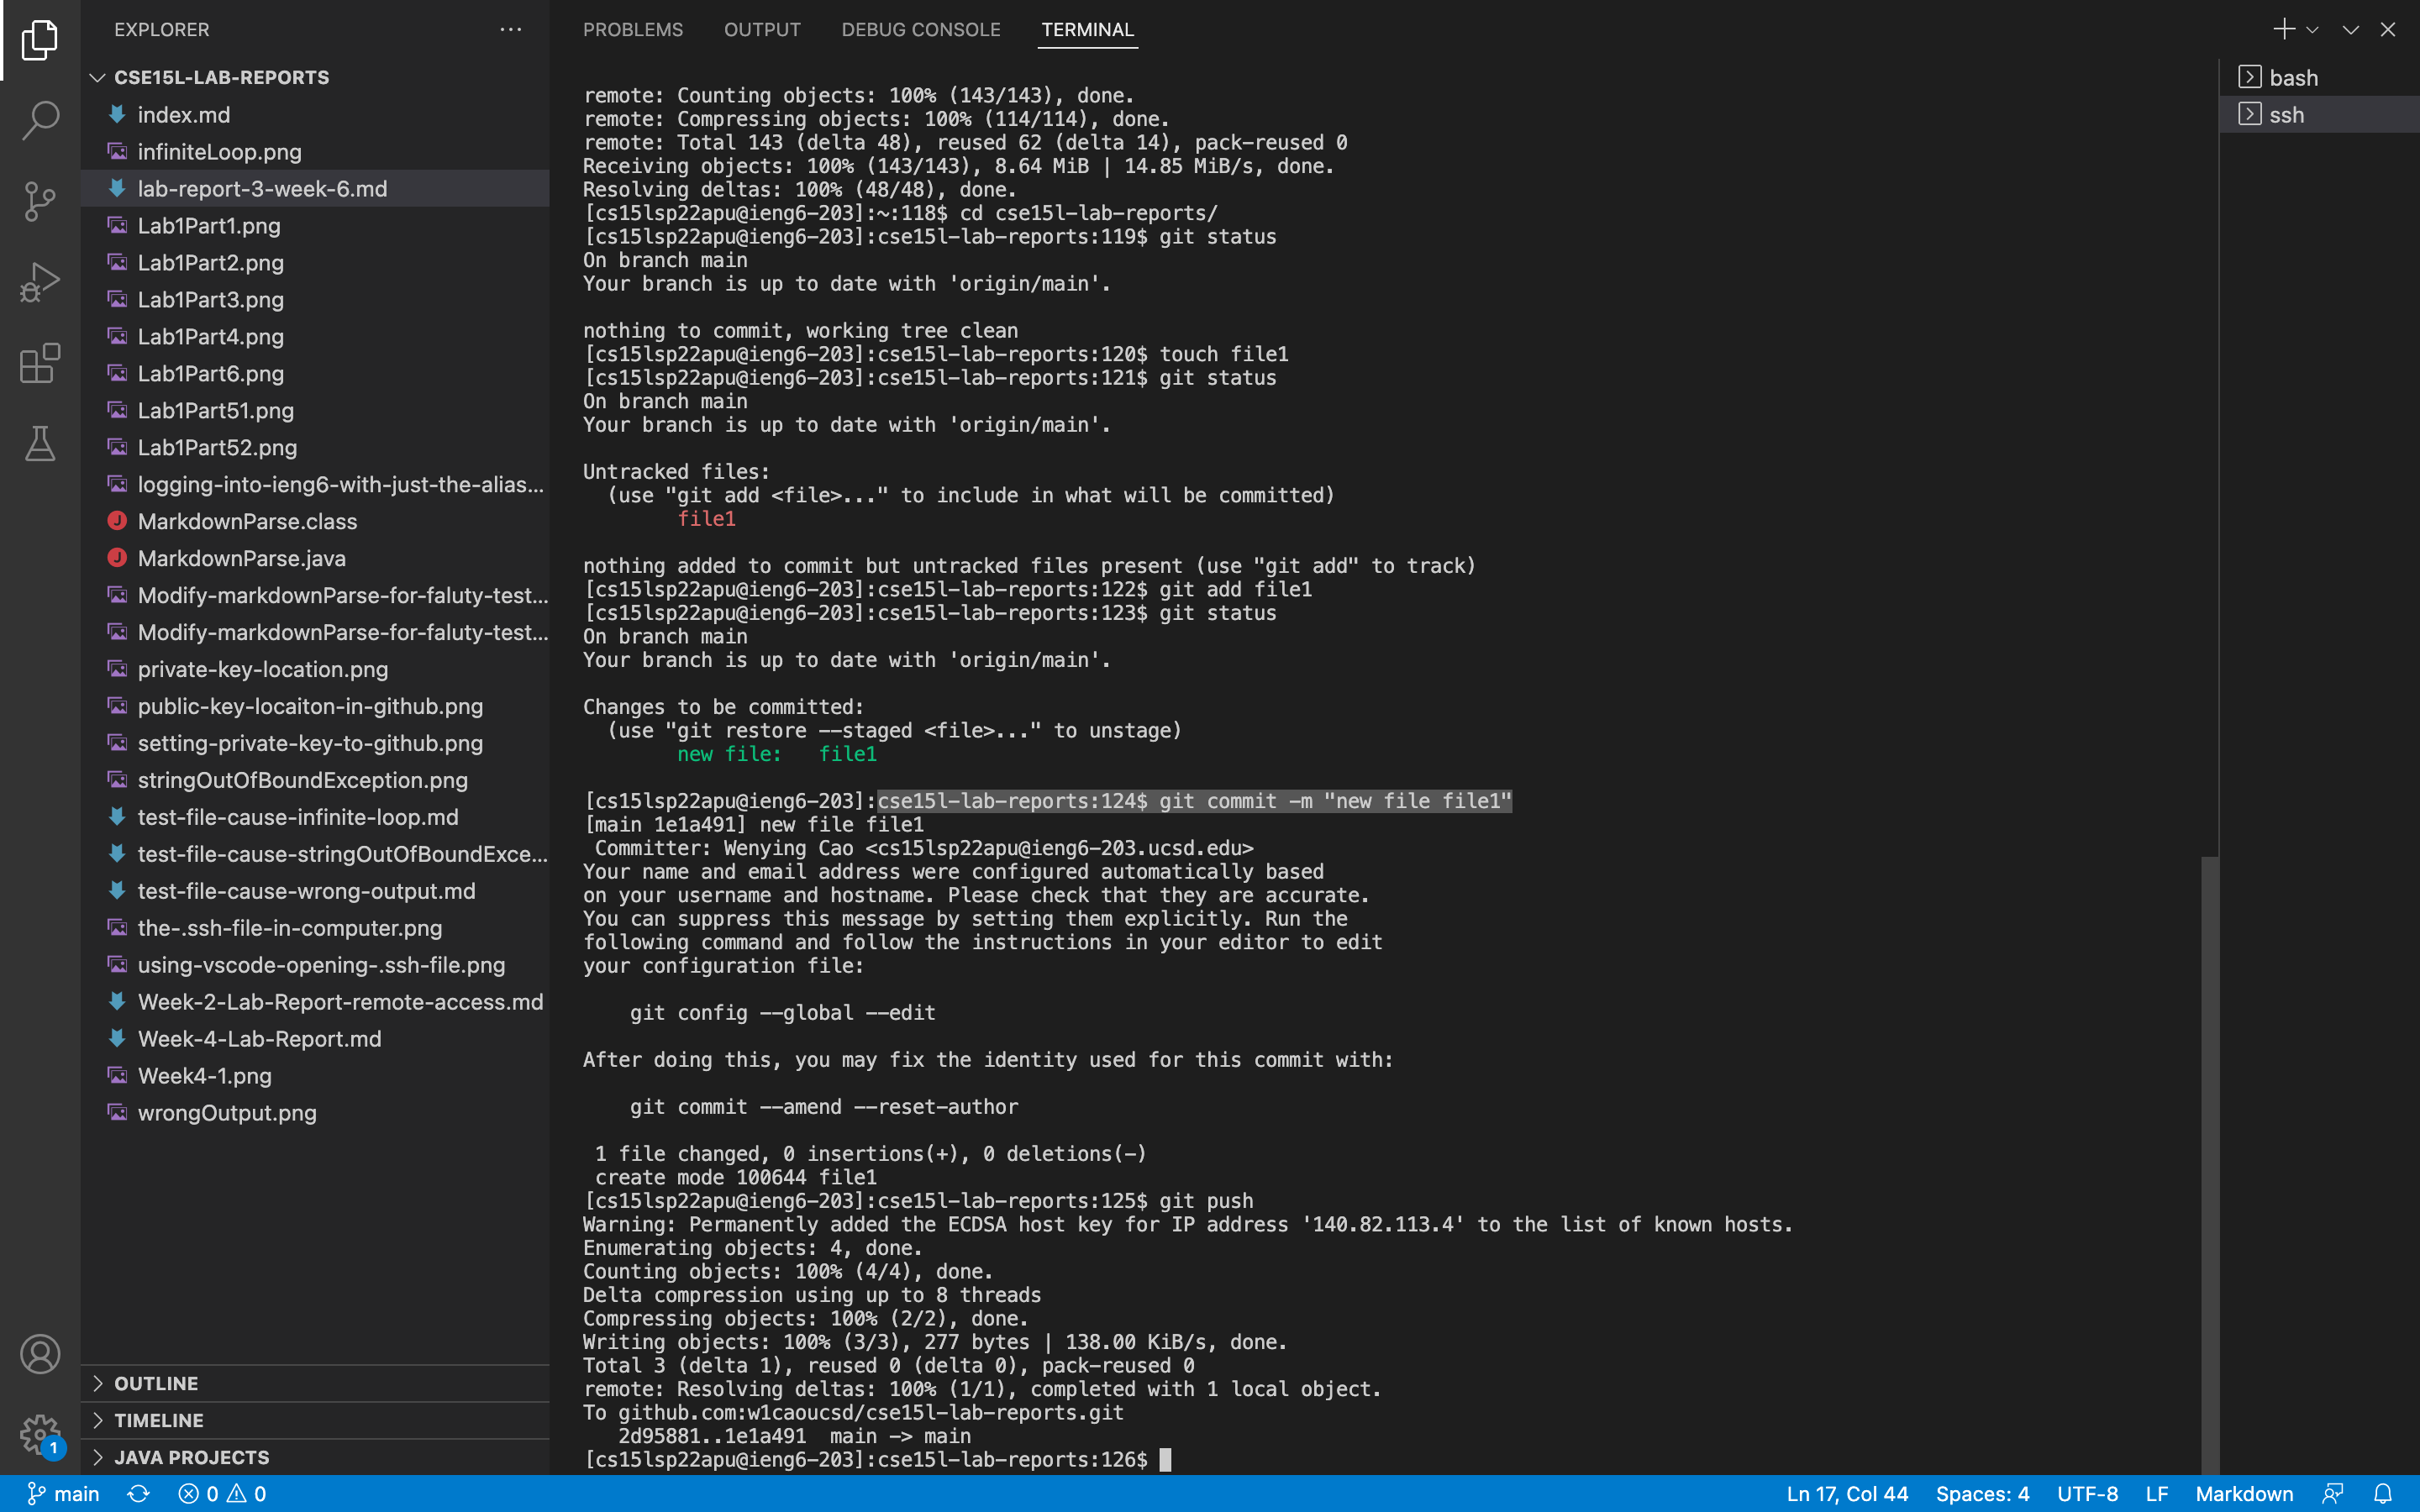 EXPLORER
CSE15L-LAB-REPORTS
index.md
infiniteLoop.png
lab-report-3-week-6.md
Lab1Part1.png
Lab1Part2.png
Lab1Part3.png
Lab1Part4.png
Lab1Part6.png
Lab1Part51.png
Lab1Part52.png
logging-into-ieng6-with-just-the-alias...
MarkdownParse.class
MarkdownParse.java
Modify-markdownParse-for-faluty-test...
Modify-markdownParse-for-faluty-test...
private-key-location.png
public-key-locaiton-in-github.png
setting-private-key-to-github.png
stringOutOfBoundException.png
test-file-cause-infinite-loop.md
test-file-cause-stringOutOfBoundExce...
test-file-cause-wrong-output.md
the-.ssh-file-in-computer.png
using-vscode-opening-.ssh-file.png
Week-2-Lab-Report-remote-access.md
Week-4-Lab-Report.md
Week4-1.png
wrongOutput.png
OUTLINE
TIMELINE
JAVA PROJECTS
1
PROBLEMS OUTPUT DEBUG CONSOLE TERMINAL
remote: Counting objects: 100% (143/143), done.
remote: Compressing objects: 100% (114/114), done.
remote: Total 143 (delta 48), reused 62 (delta 14), pack-reused 0
Receiving objects: 100% (143/143), 8.64 MiB | 14.85 MiB/s, done.
Resolving deltas: 100% (48/48), done.
[cs15lsp22apu@ieng6-203]:~:118$ cd cse15l-lab-reports/
[cs15lsp22apu@ieng6-203]:cse15l-lab-reports:119$ git status
On branch main
Your branch is up to date with 'origin/main'.
nothing to commit, working tree clean
[cs15lsp22apu@ieng6-203]:cse15l-lab-reports:120$ touch file1
[cs15lsp22apu@ieng6-203]:cse15l-lab-reports:121$ git status
On branch main
Your branch is up to date with 'origin/main'.
Untracked files:
(use "git add <file>..." to include in what will be committed)
file1
nothing added to commit but untracked files present (use "git add" to track)
[cs15lsp22apu@ieng6-203]:cse15l-lab-reports:122$ git add file1
[cs15lsp22apu@ieng6-203]:cse15l-lab-reports:123$ git status
On branch main
Your branch is up to date with 'origin/main'.
Changes to be committed:
(use "git restore --staged <file>..." to unstage)
new file:   file1
[cs15lsp22apu@ieng6-203]:cse15l-lab-reports:124$ git commit -m "new file file1"
[main 1e1a491] new file file1
Committer: Wenying Cao <cs15lsp22apu@ieng6-203.ucsd.edu>
Your name and email address were configured automatically based
on your username and hostname. Please check that they are accurate.
You can suppress this message by setting them explicitly. Run the
following command and follow the instructions in your editor to edit
your configuration file:
git config --global --edit
After doing this, you may fix the identity used for this commit with:
git commit --amend --reset-author
1 file changed, 0 insertions(+), 0 deletions(-)
create mode 100644 file1
[cs15lsp22apu@ieng6-203]:cse15l-lab-reports:125$ git push
Warning: Permanently added the ECDSA host key for IP address '140.82.113.4' to the list of known hosts.
Enumerating objects: 4, done.
Counting objects: 100% (4/4), done.
Delta compression using up to 8 threads
Compressing objects: 100% (2/2), done.
Writing objects: 100% (3/3), 277 bytes | 138.00 KiB/s, done.
Total 3 (delta 1), reused 0 (delta 0), pack-reused 0
remote: Resolving deltas: 100% (1/1), completed with 1 local object.
To github.com:w1caoucsd/cse15l-lab-reports.git
2d95881..1e1a491  main -> main
[cs15lsp22apu@ieng6-203]:cse15l-lab-reports:126$
bash
ssh
main 0 0 Ln 17, Col 44 Spaces: 4 UTF-8 LF Markdown